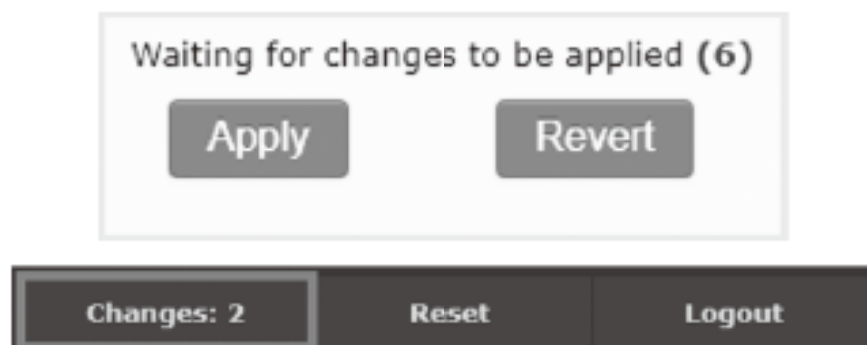 Waiting for changes to be applied (6)
Apply Revert
Changes: 2 Reset Logout